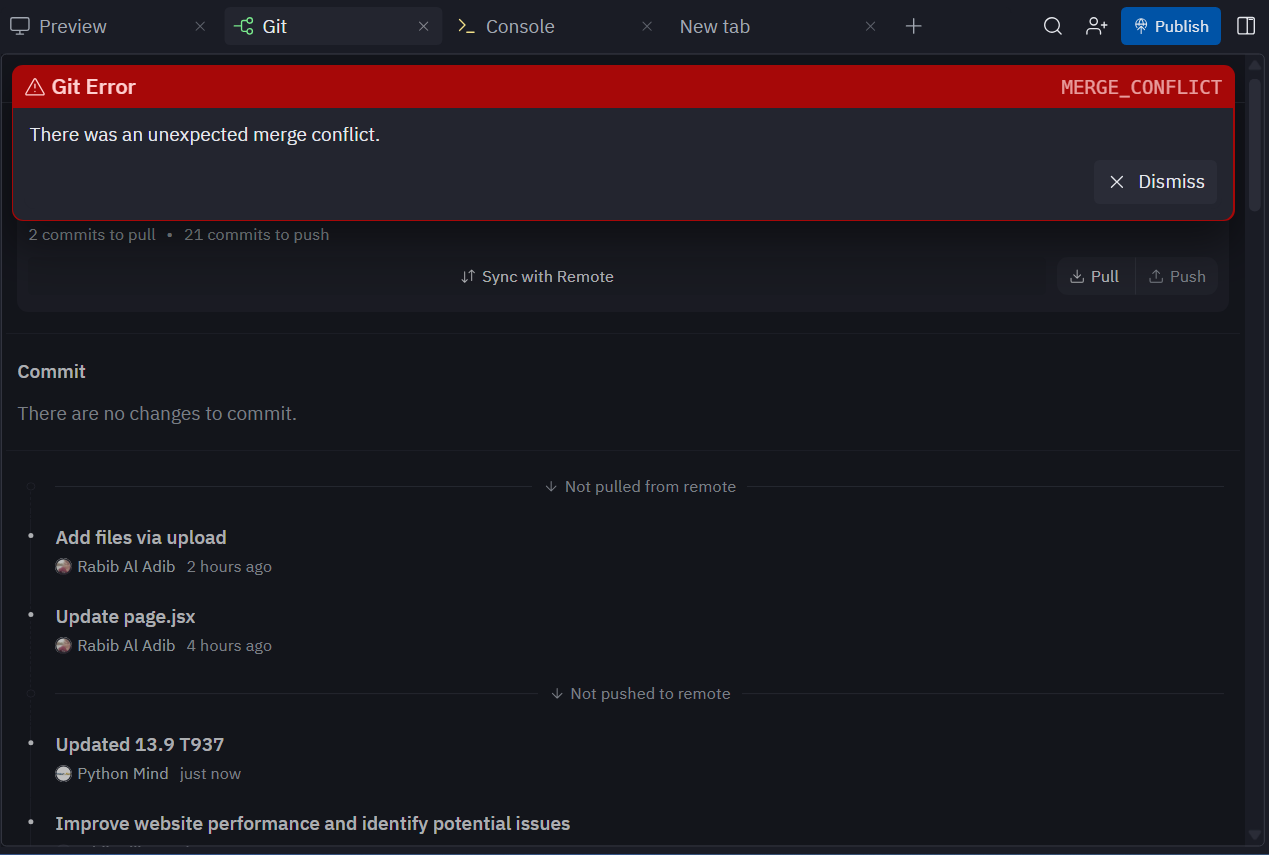 Preview
Git
Console
New tab
Publish
Git Error
MERGE_CONFLICT
There was an unexpected merge conflict.
Dismiss
2 commits to pull • 21 commits to push
Sync with Remote
Pull
Push
Commit
There are no changes to commit.
Not pulled from remote
Add files via upload
Rabib Al Adib 2 hours ago
Update page.jsx
Rabib Al Adib 4 hours ago
Not pushed to remote
Updated 13.9 T937
Python Mind just now
Improve website performance and identify potential issues